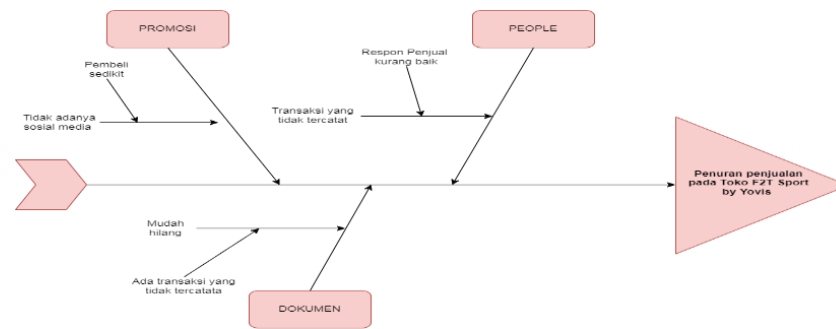 PROMOSI
PEOPLE
Pembeli
sedikit
Respon Penjual
kurang baik
Tidak adanya
sosial media
Transaksi yang
tidak tercatat
Penuran penjualan
pada Toko F2T Sport
by Yovis
Mudah
hilang
Ada transaksi yang
tidak tercatata
DOKUMEN